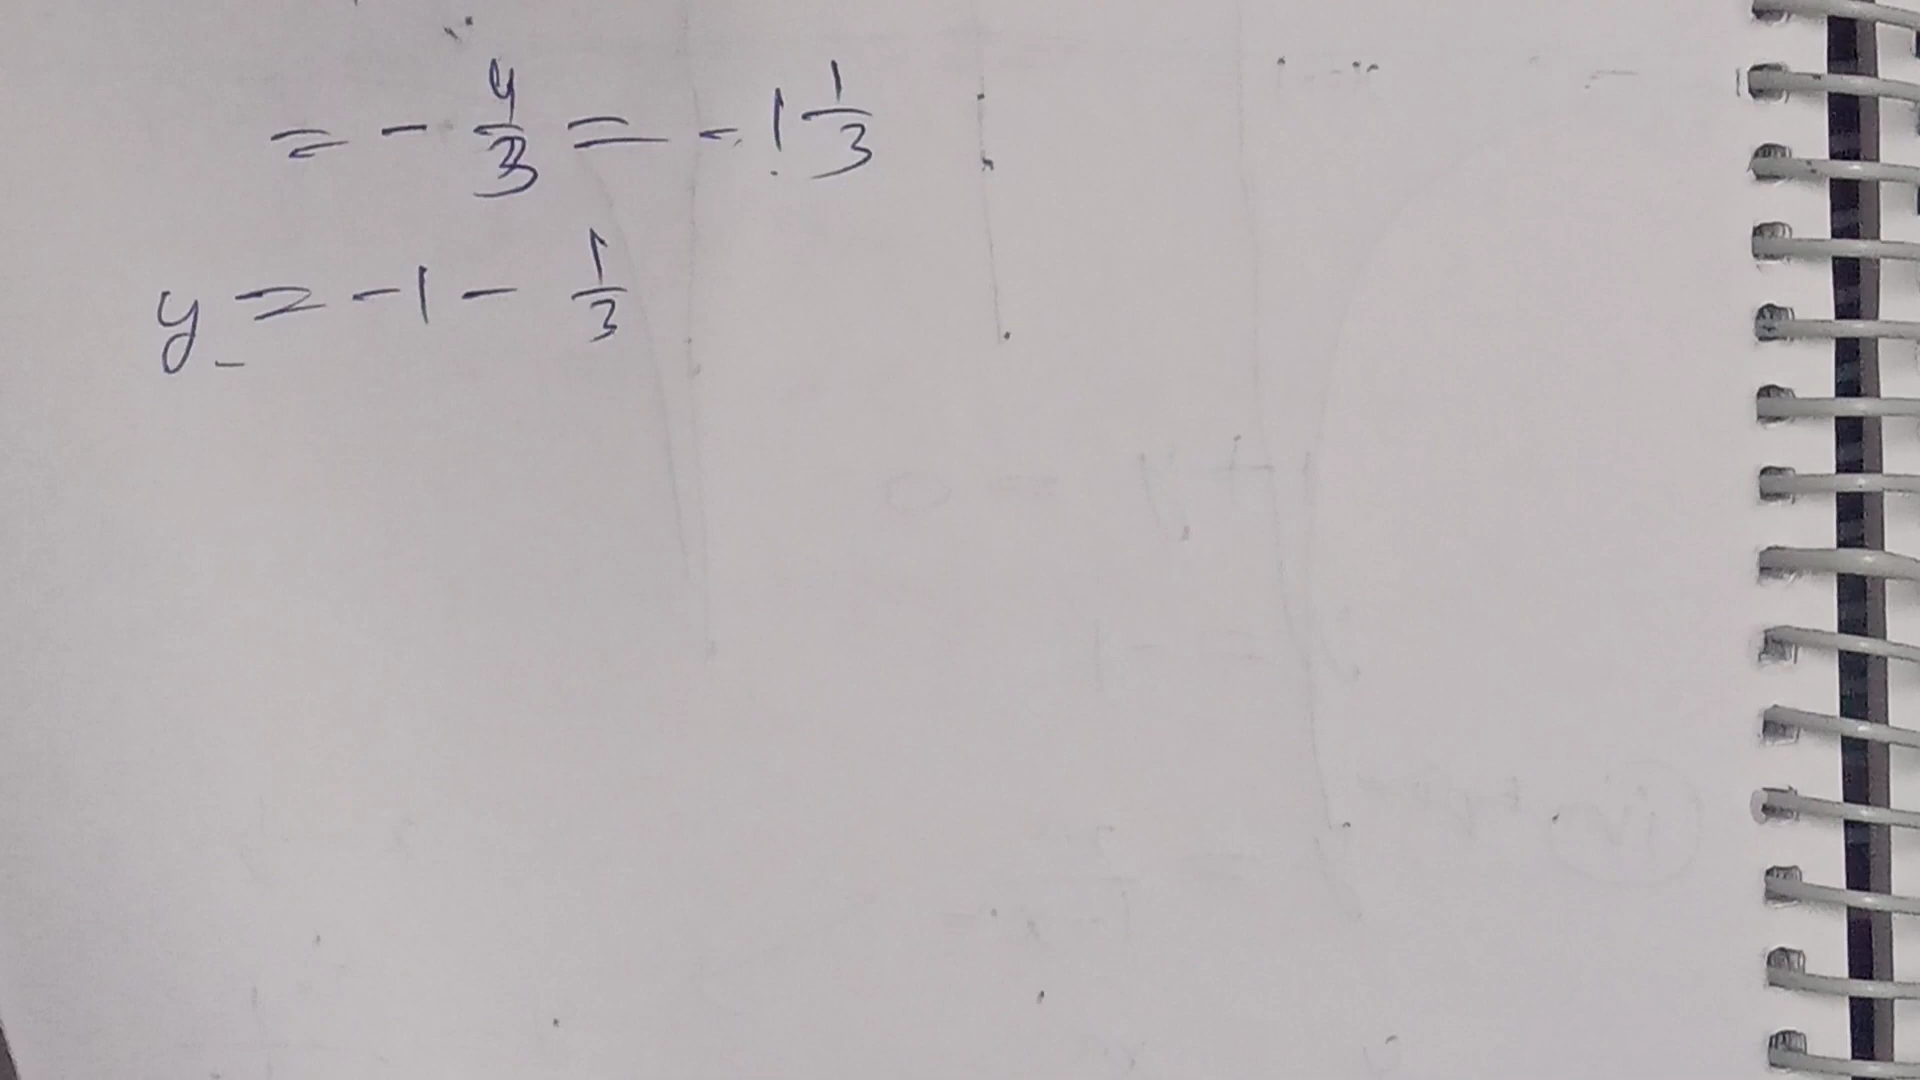 = - 4/3 = - 1 1/3
y = -1 - 1/3